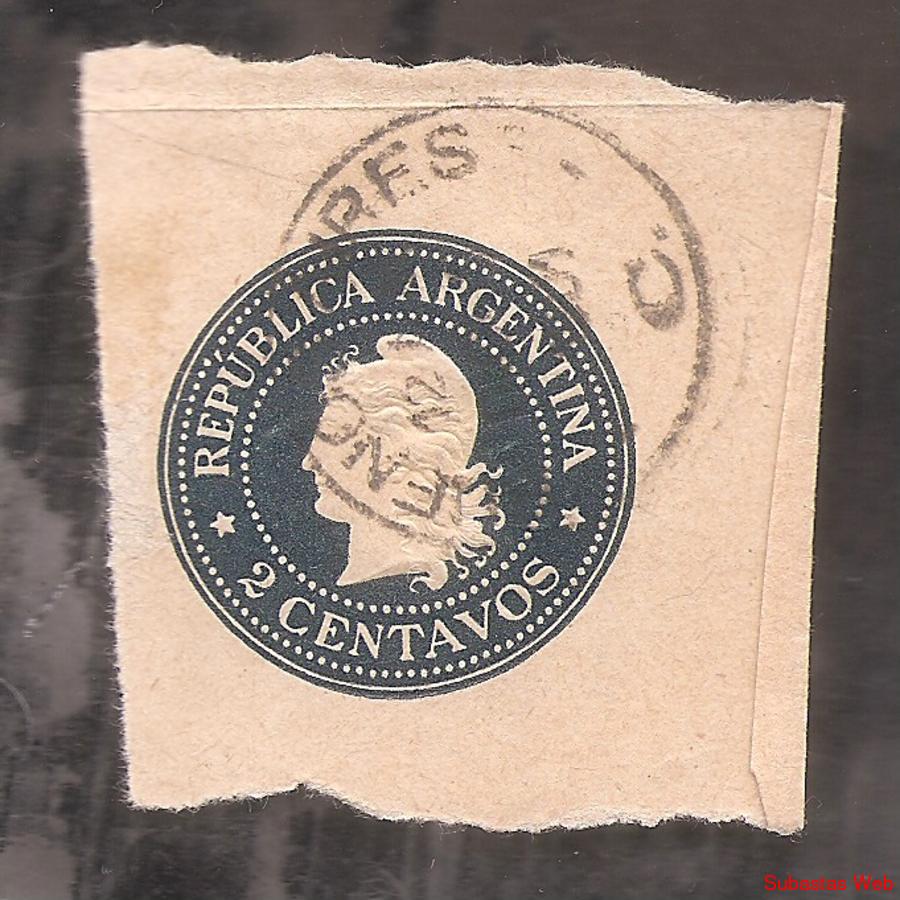 REPÚBLICA ARGENTINA
2 CENTAVOS
Subastas Web